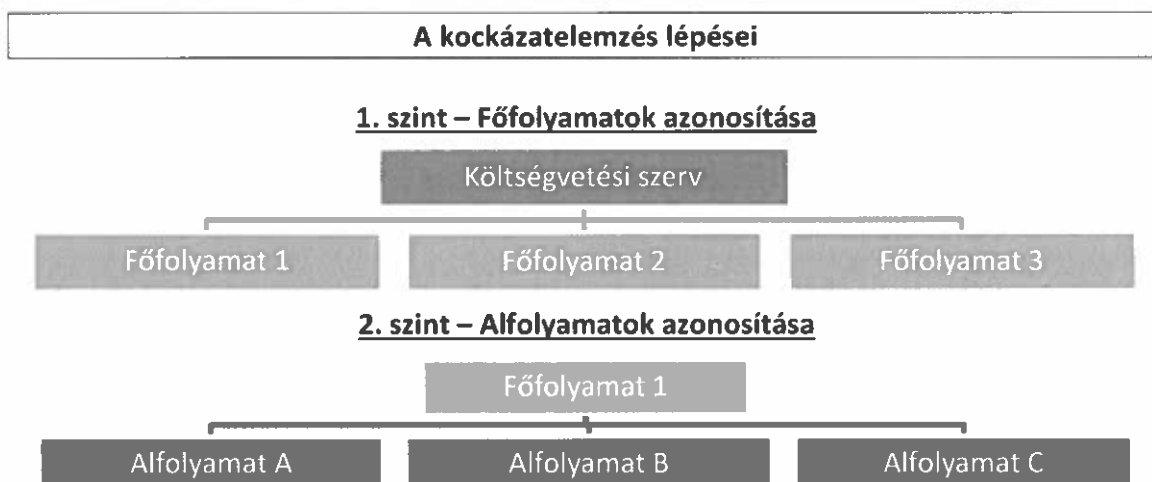 A kockázatelemzés lépései
1. szint – Főfolyamatok azonosítása
Költségvetési szerv
Főfolyamat 1 Főfolyamat 2 Főfolyamat 3
2. szint – Alfolyamatok azonosítása
Főfolyamat 1
Alfolyamat A Alfolyamat B Alfolyamat C